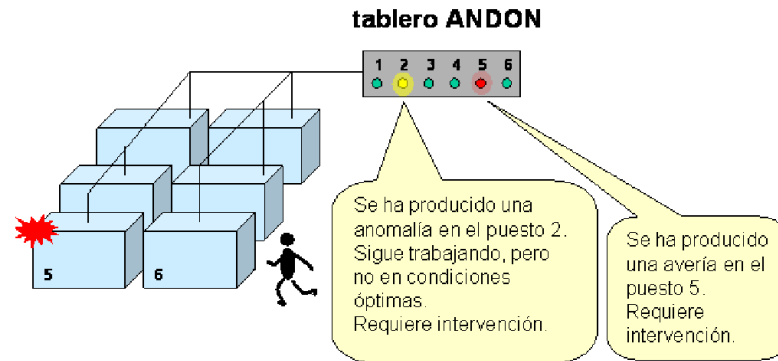 tablero ANDON
1 2 3 4 5 6
Se ha producido una
anomalía en el puesto 2.
Sigue trabajando, pero
no en condiciones
óptimas.
Requiere intervención.
Se ha producido
una avería en el
puesto 5.
Requiere
intervención.
5
6